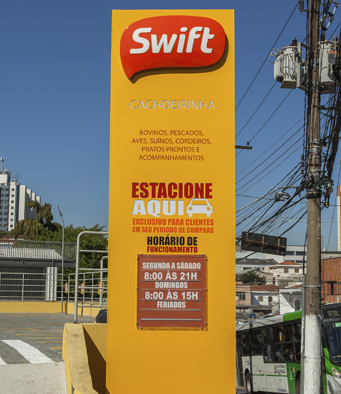 Swift
CACHOEIRINHA
BOVINOS, PESCADOS,
AVES, SUÍNOS, CORDEIROS,
PRATOS PRONTOS E
ACOMPANHAMENTOS
ESTACIONE
AQUI
EXCLUSIVO PARA CLIENTES
EM SEU PERÍODO DE COMPRAS
HORÁRIO DE
FUNCIONAMENTO
SEGUNDA A SÁBADO
8:00 ÀS 21H
DOMINGOS
8:00 ÀS 15H
FERIADOS